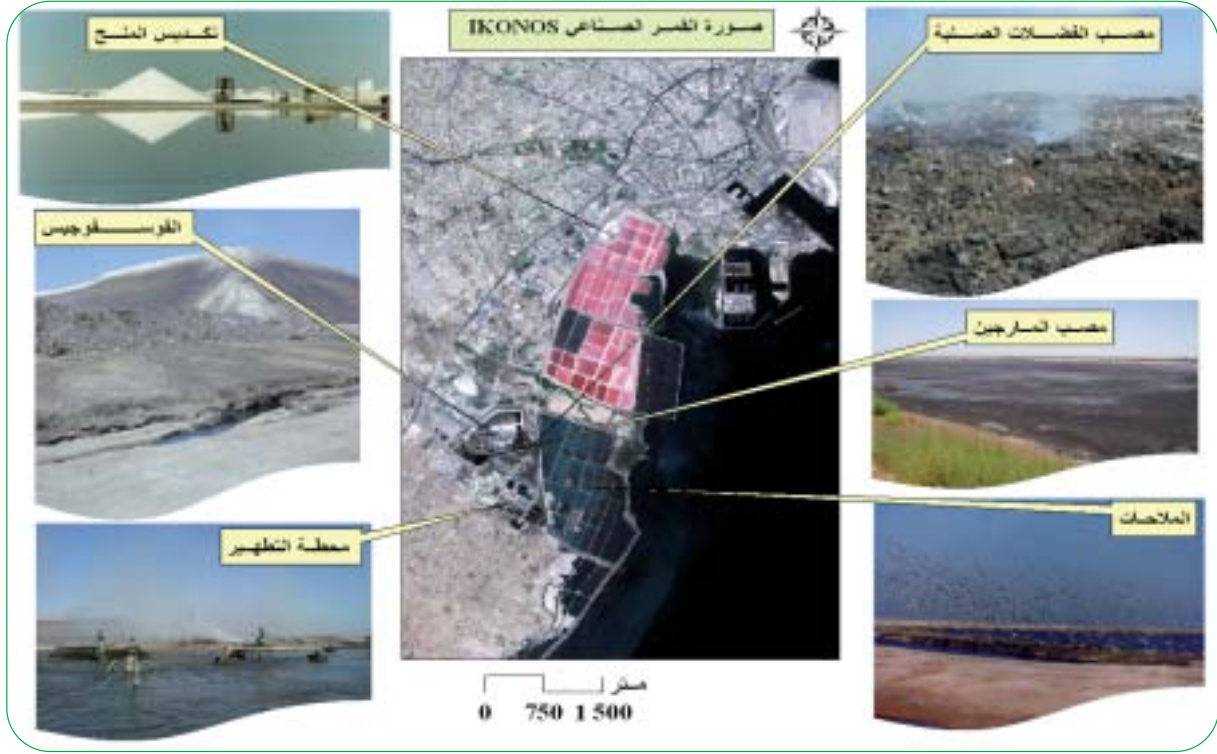 صورة القمر الصناعي IKONOS
مصب الفضلات الصلبة
تكديس الملح
الفوسفوجيبس
مصب المارجين
الملاحات
محطة التطهير
متر
0 750 1 500